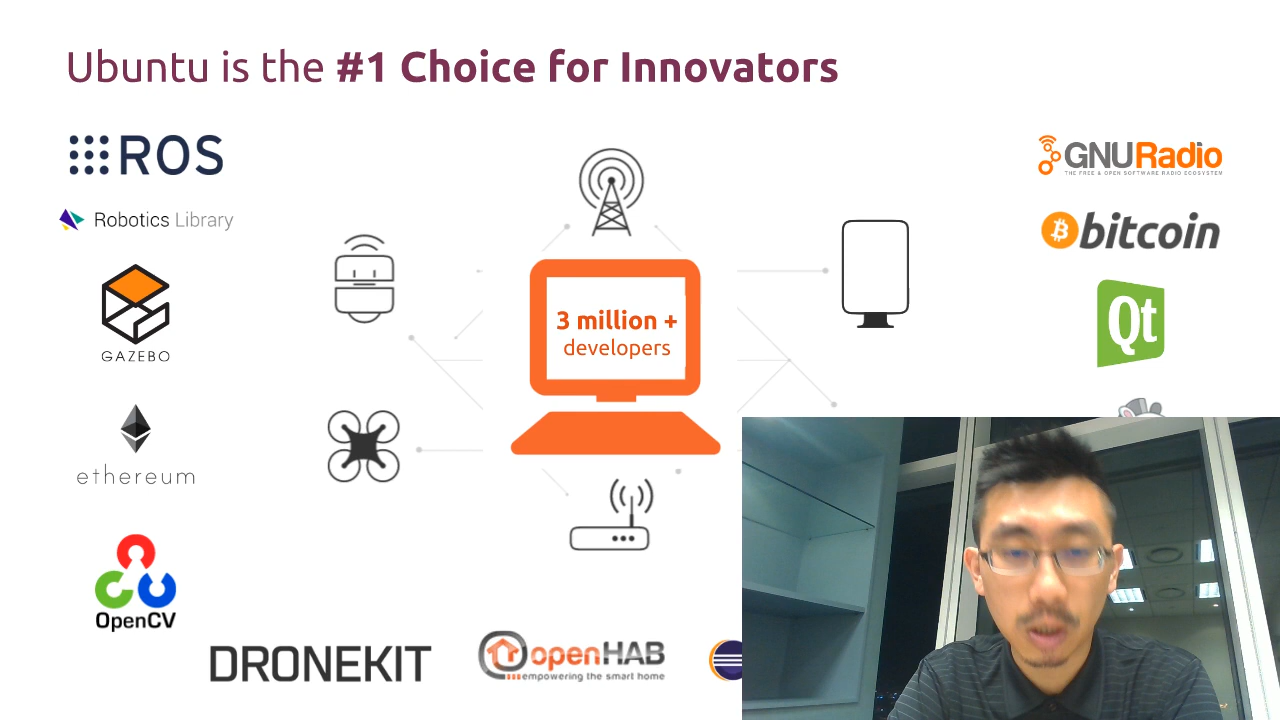 Ubuntu is the #1 Choice for Innovators
ROS
Robotics Library
GAZEBO
ethereum
OpenCV
DRONEKIT
openHAB
empowering the smart home
3 million +
developers
GNURadio
THE FREE & OPEN SOFTWARE RADIO ECOSYSTEM
bitcoin
Qt